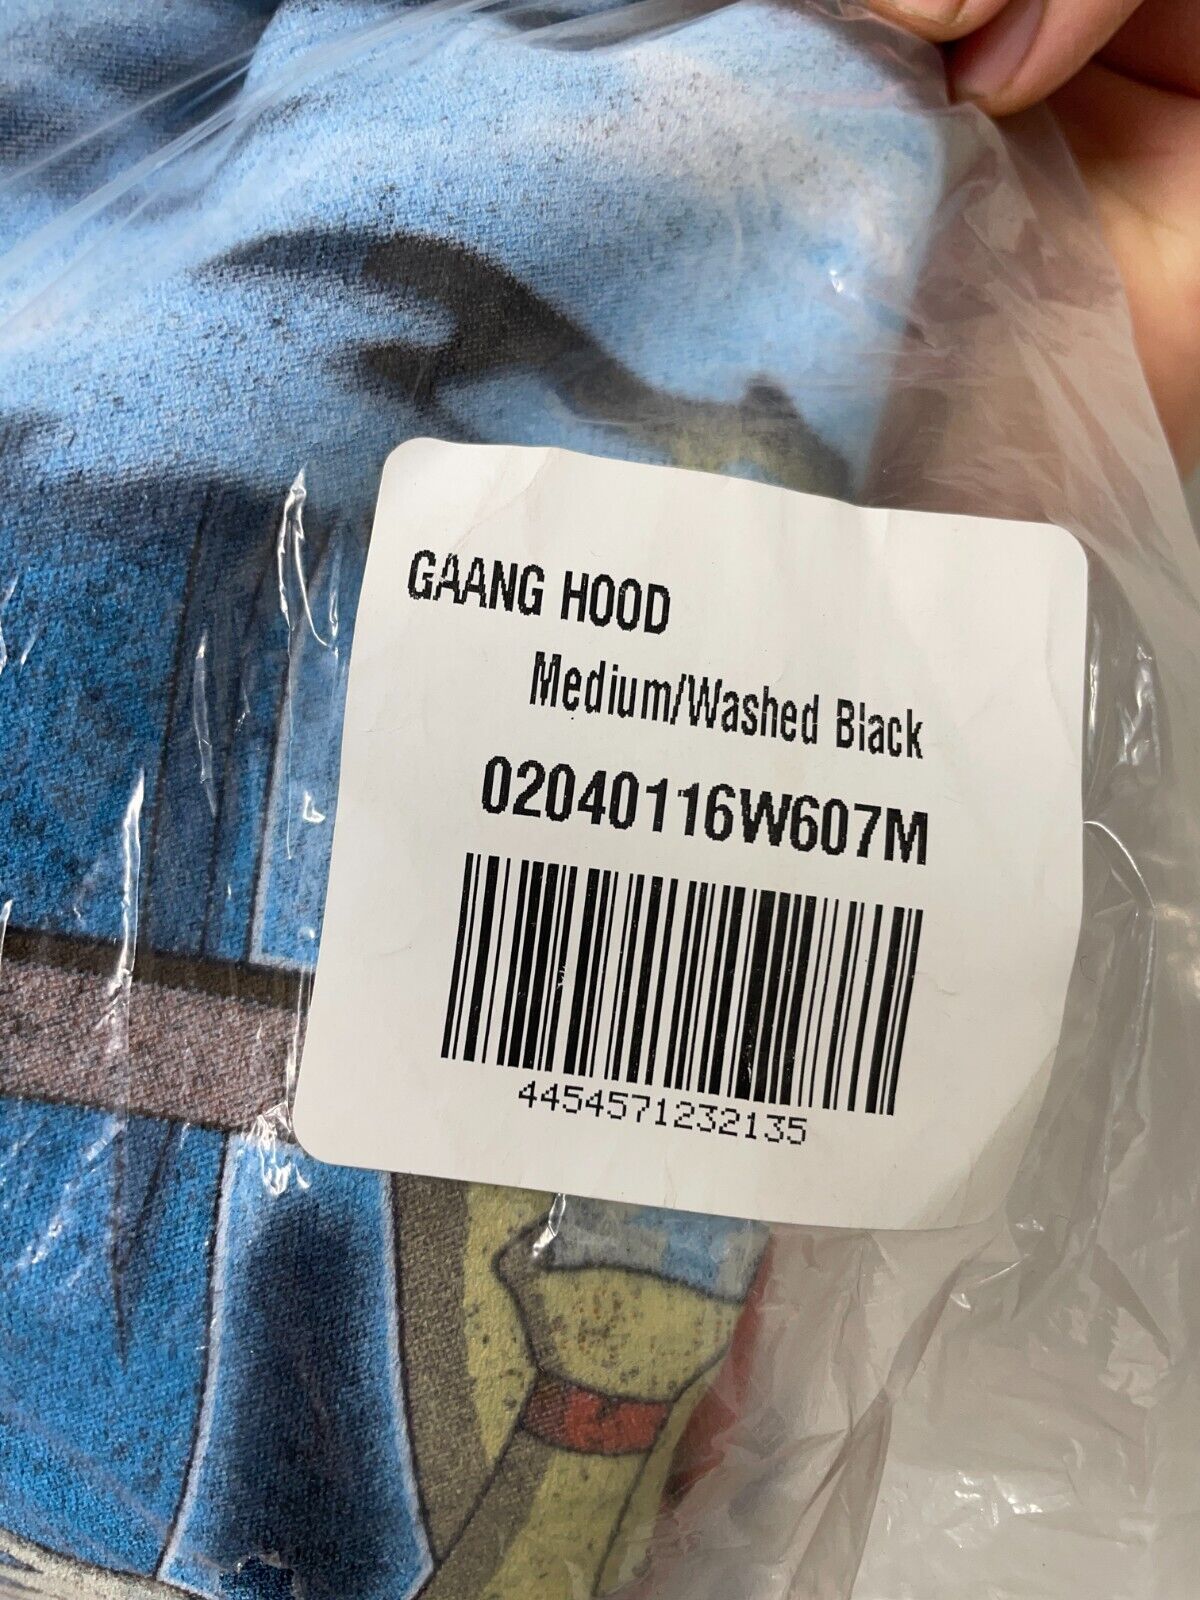 GAANG HOOD
Medium/Washed Black
02040116W607M
4454571232135